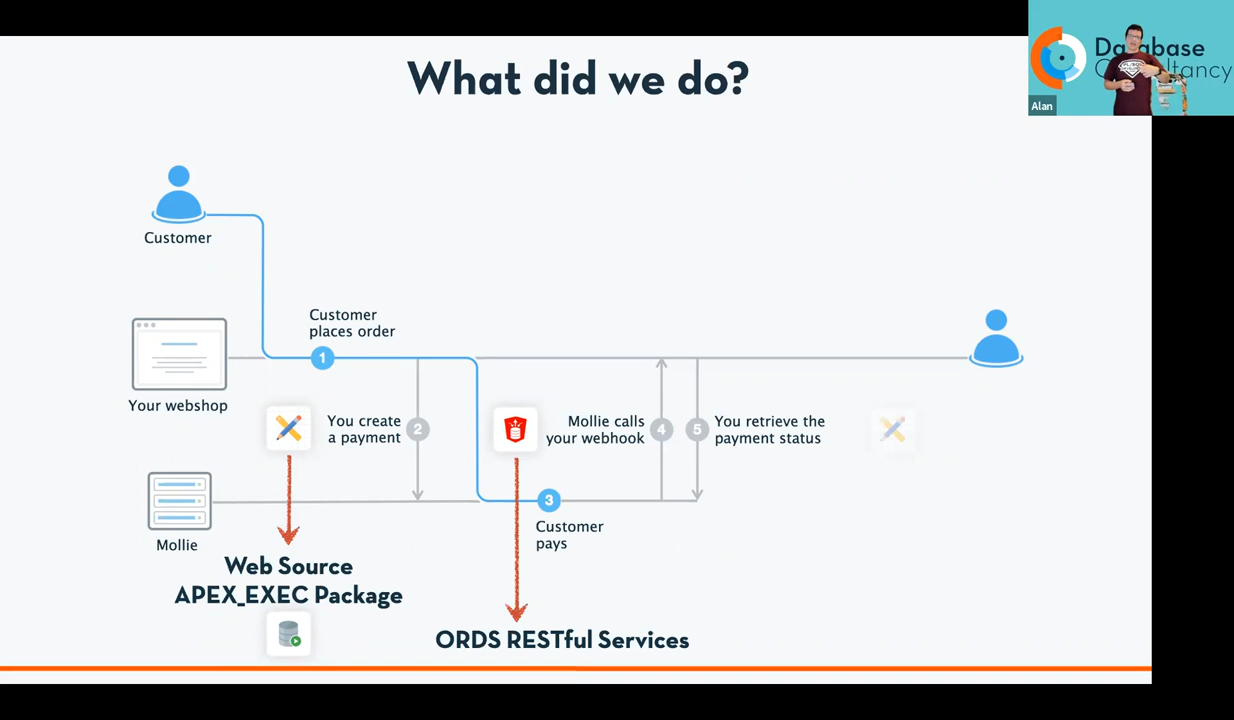 What did we do?
Database
Consultancy
Alan
Customer
Customer
places order
1
Your webshop
You create
a payment
2
Mollie calls
your webhook
4
5
You retrieve the
payment status
3
Mollie
Customer
pays
Web Source
APEX_EXEC Package
ORDS RESTful Services